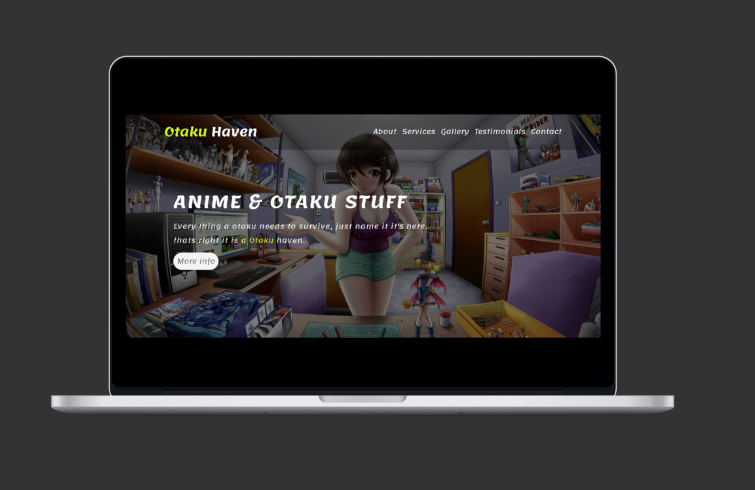 Otaku Haven
About Services Gallery Testimonials Contact
ANIME & OTAKU STUFF
Every thing a otaku needs to survive, just name it it's here,
thats right it is a Otaku haven.
More info